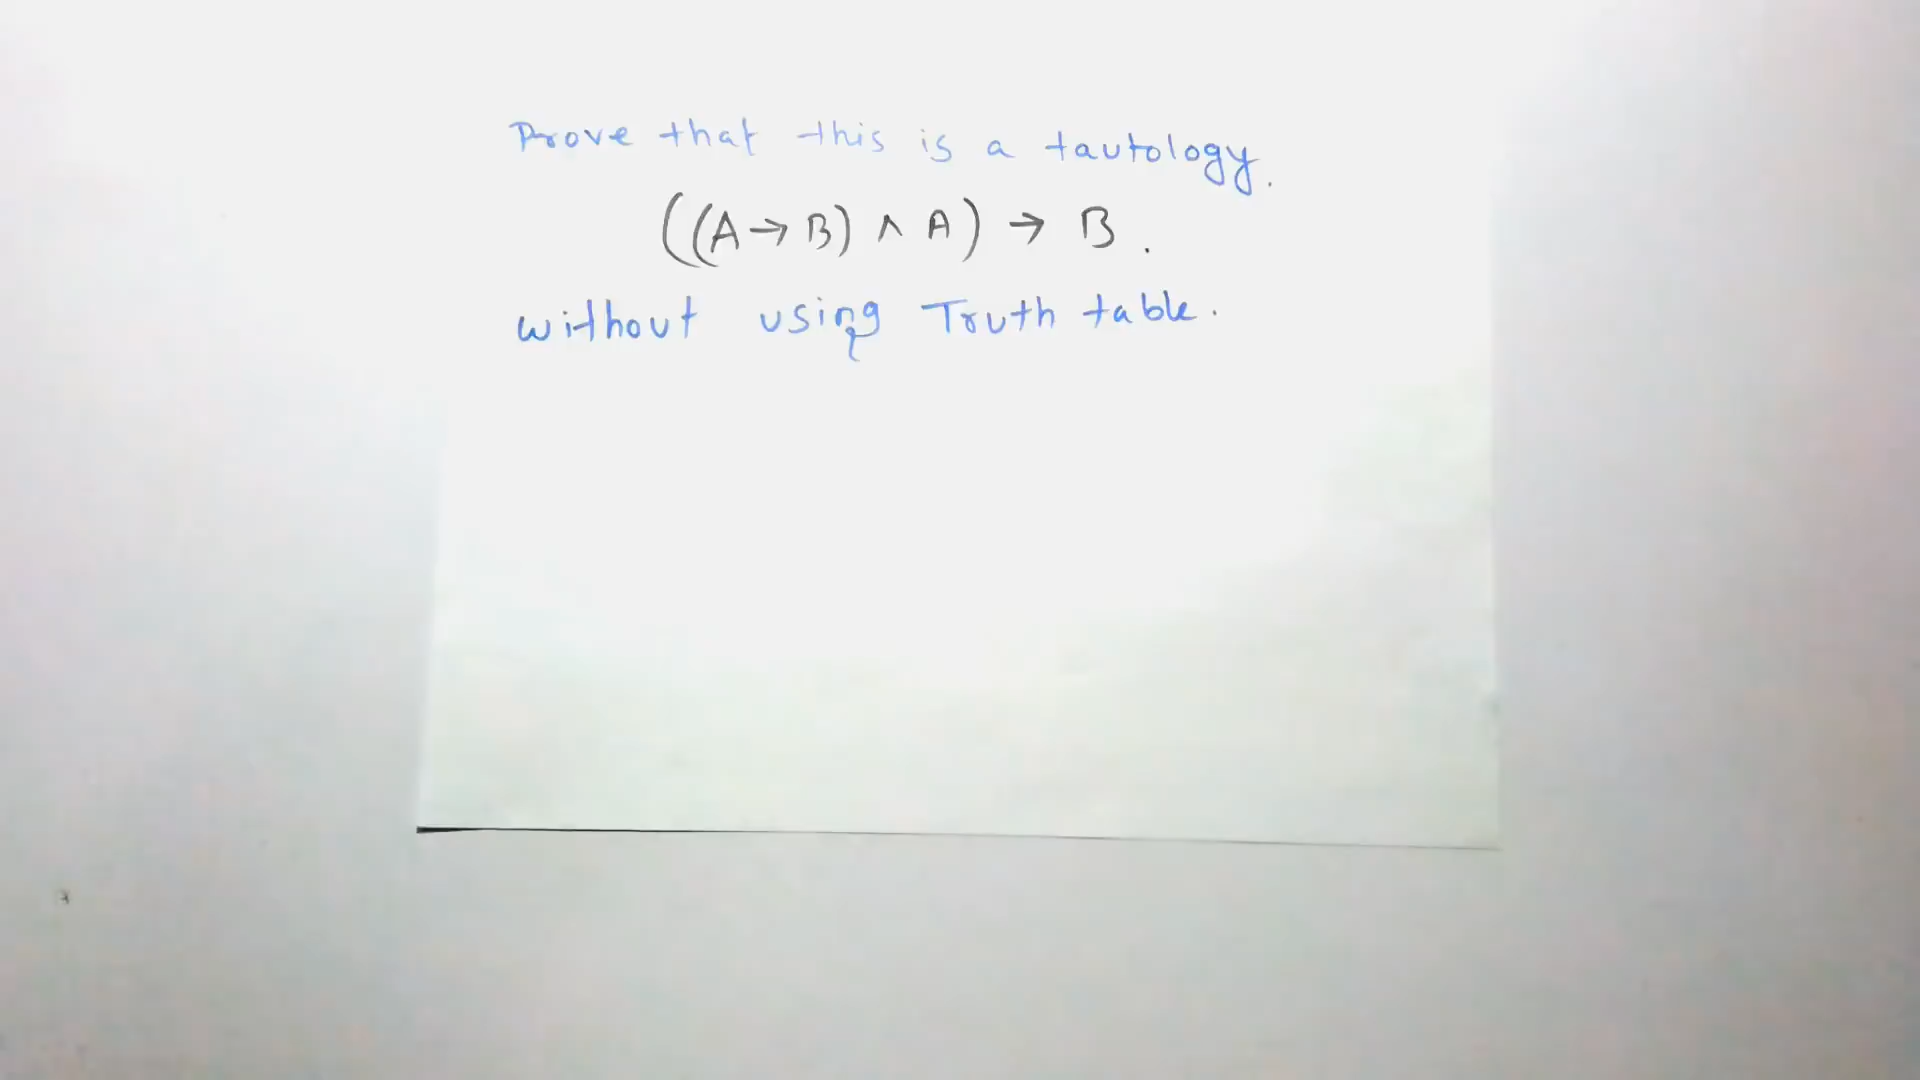 Prove that this is a tautology.
((A→B) ∧ A) → B.
without using Truth table.